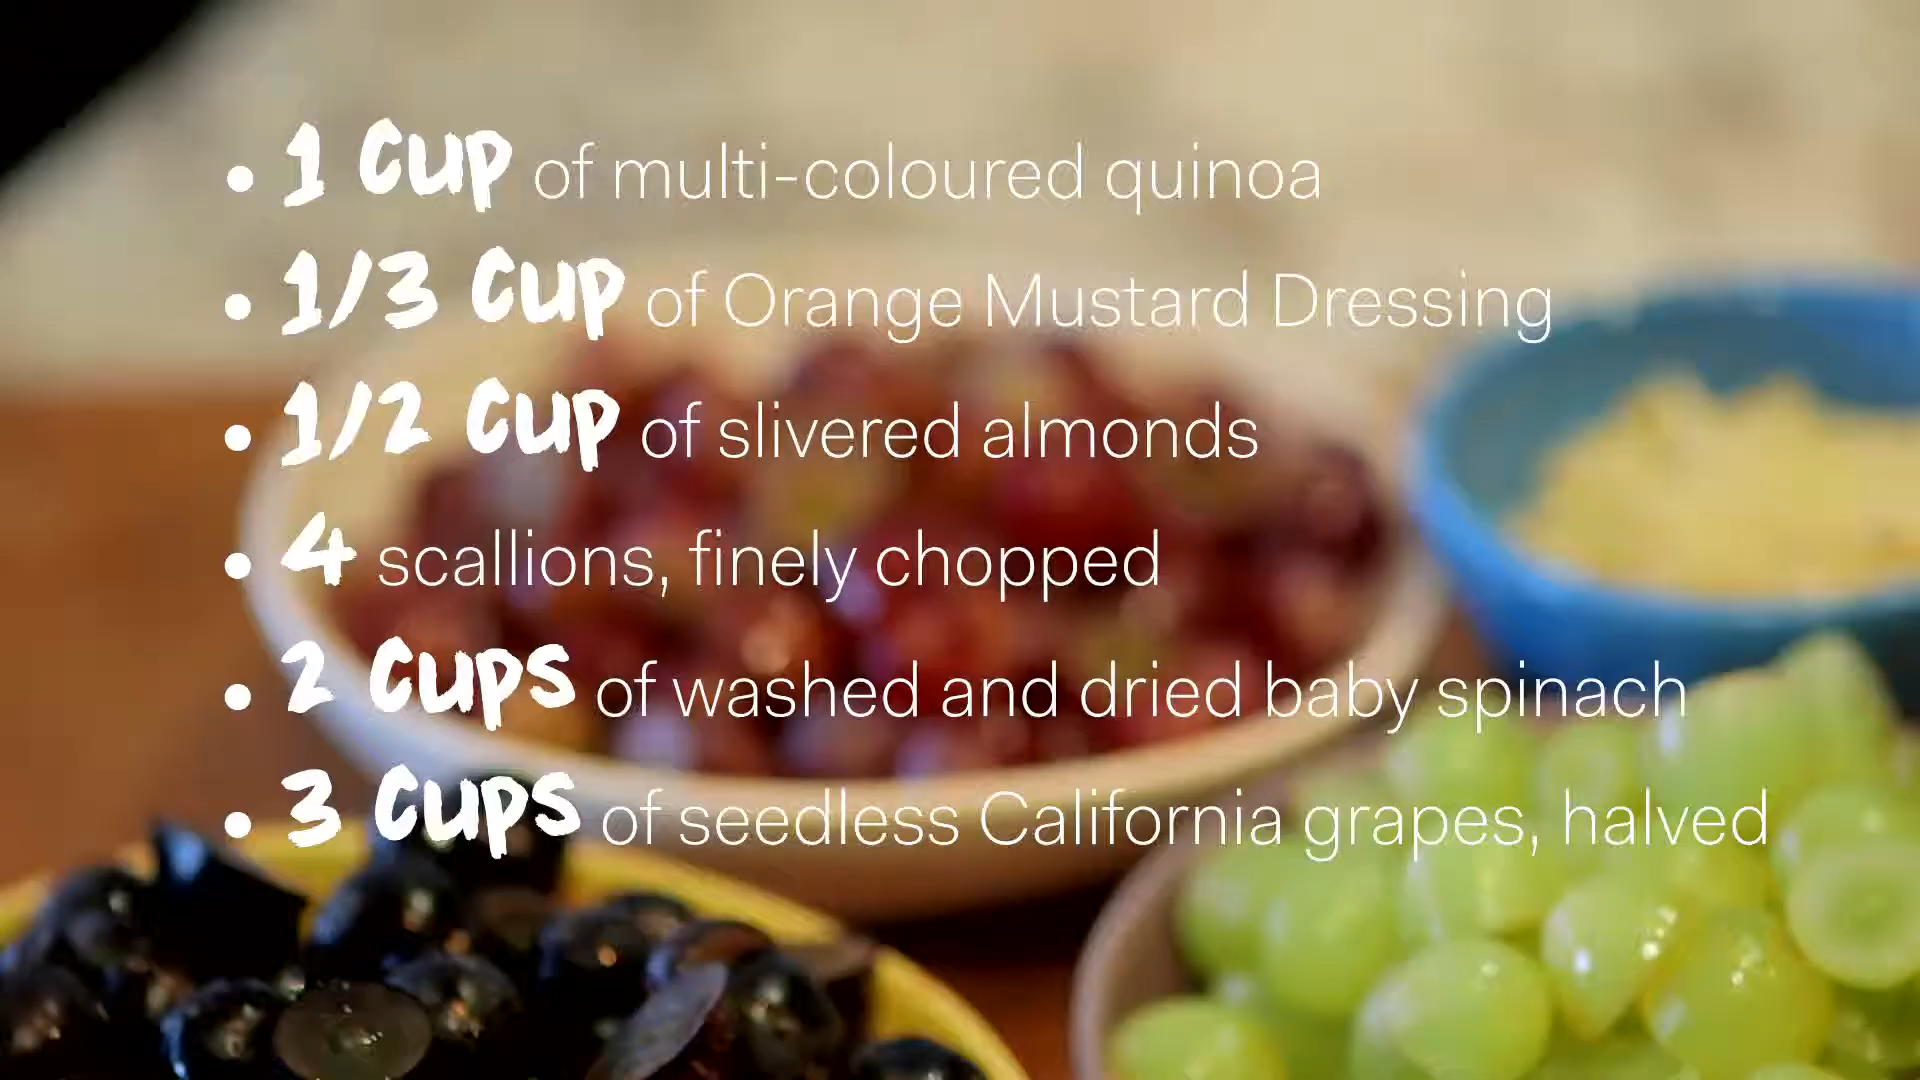 • 1 cup of multi-coloured quinoa
• 1/3 cup of Orange Mustard Dressing
• 1/2 cup of slivered almonds
• 4 scallions, finely chopped
• 2 cups of washed and dried baby spinach
• 3 cups of seedless California grapes, halved